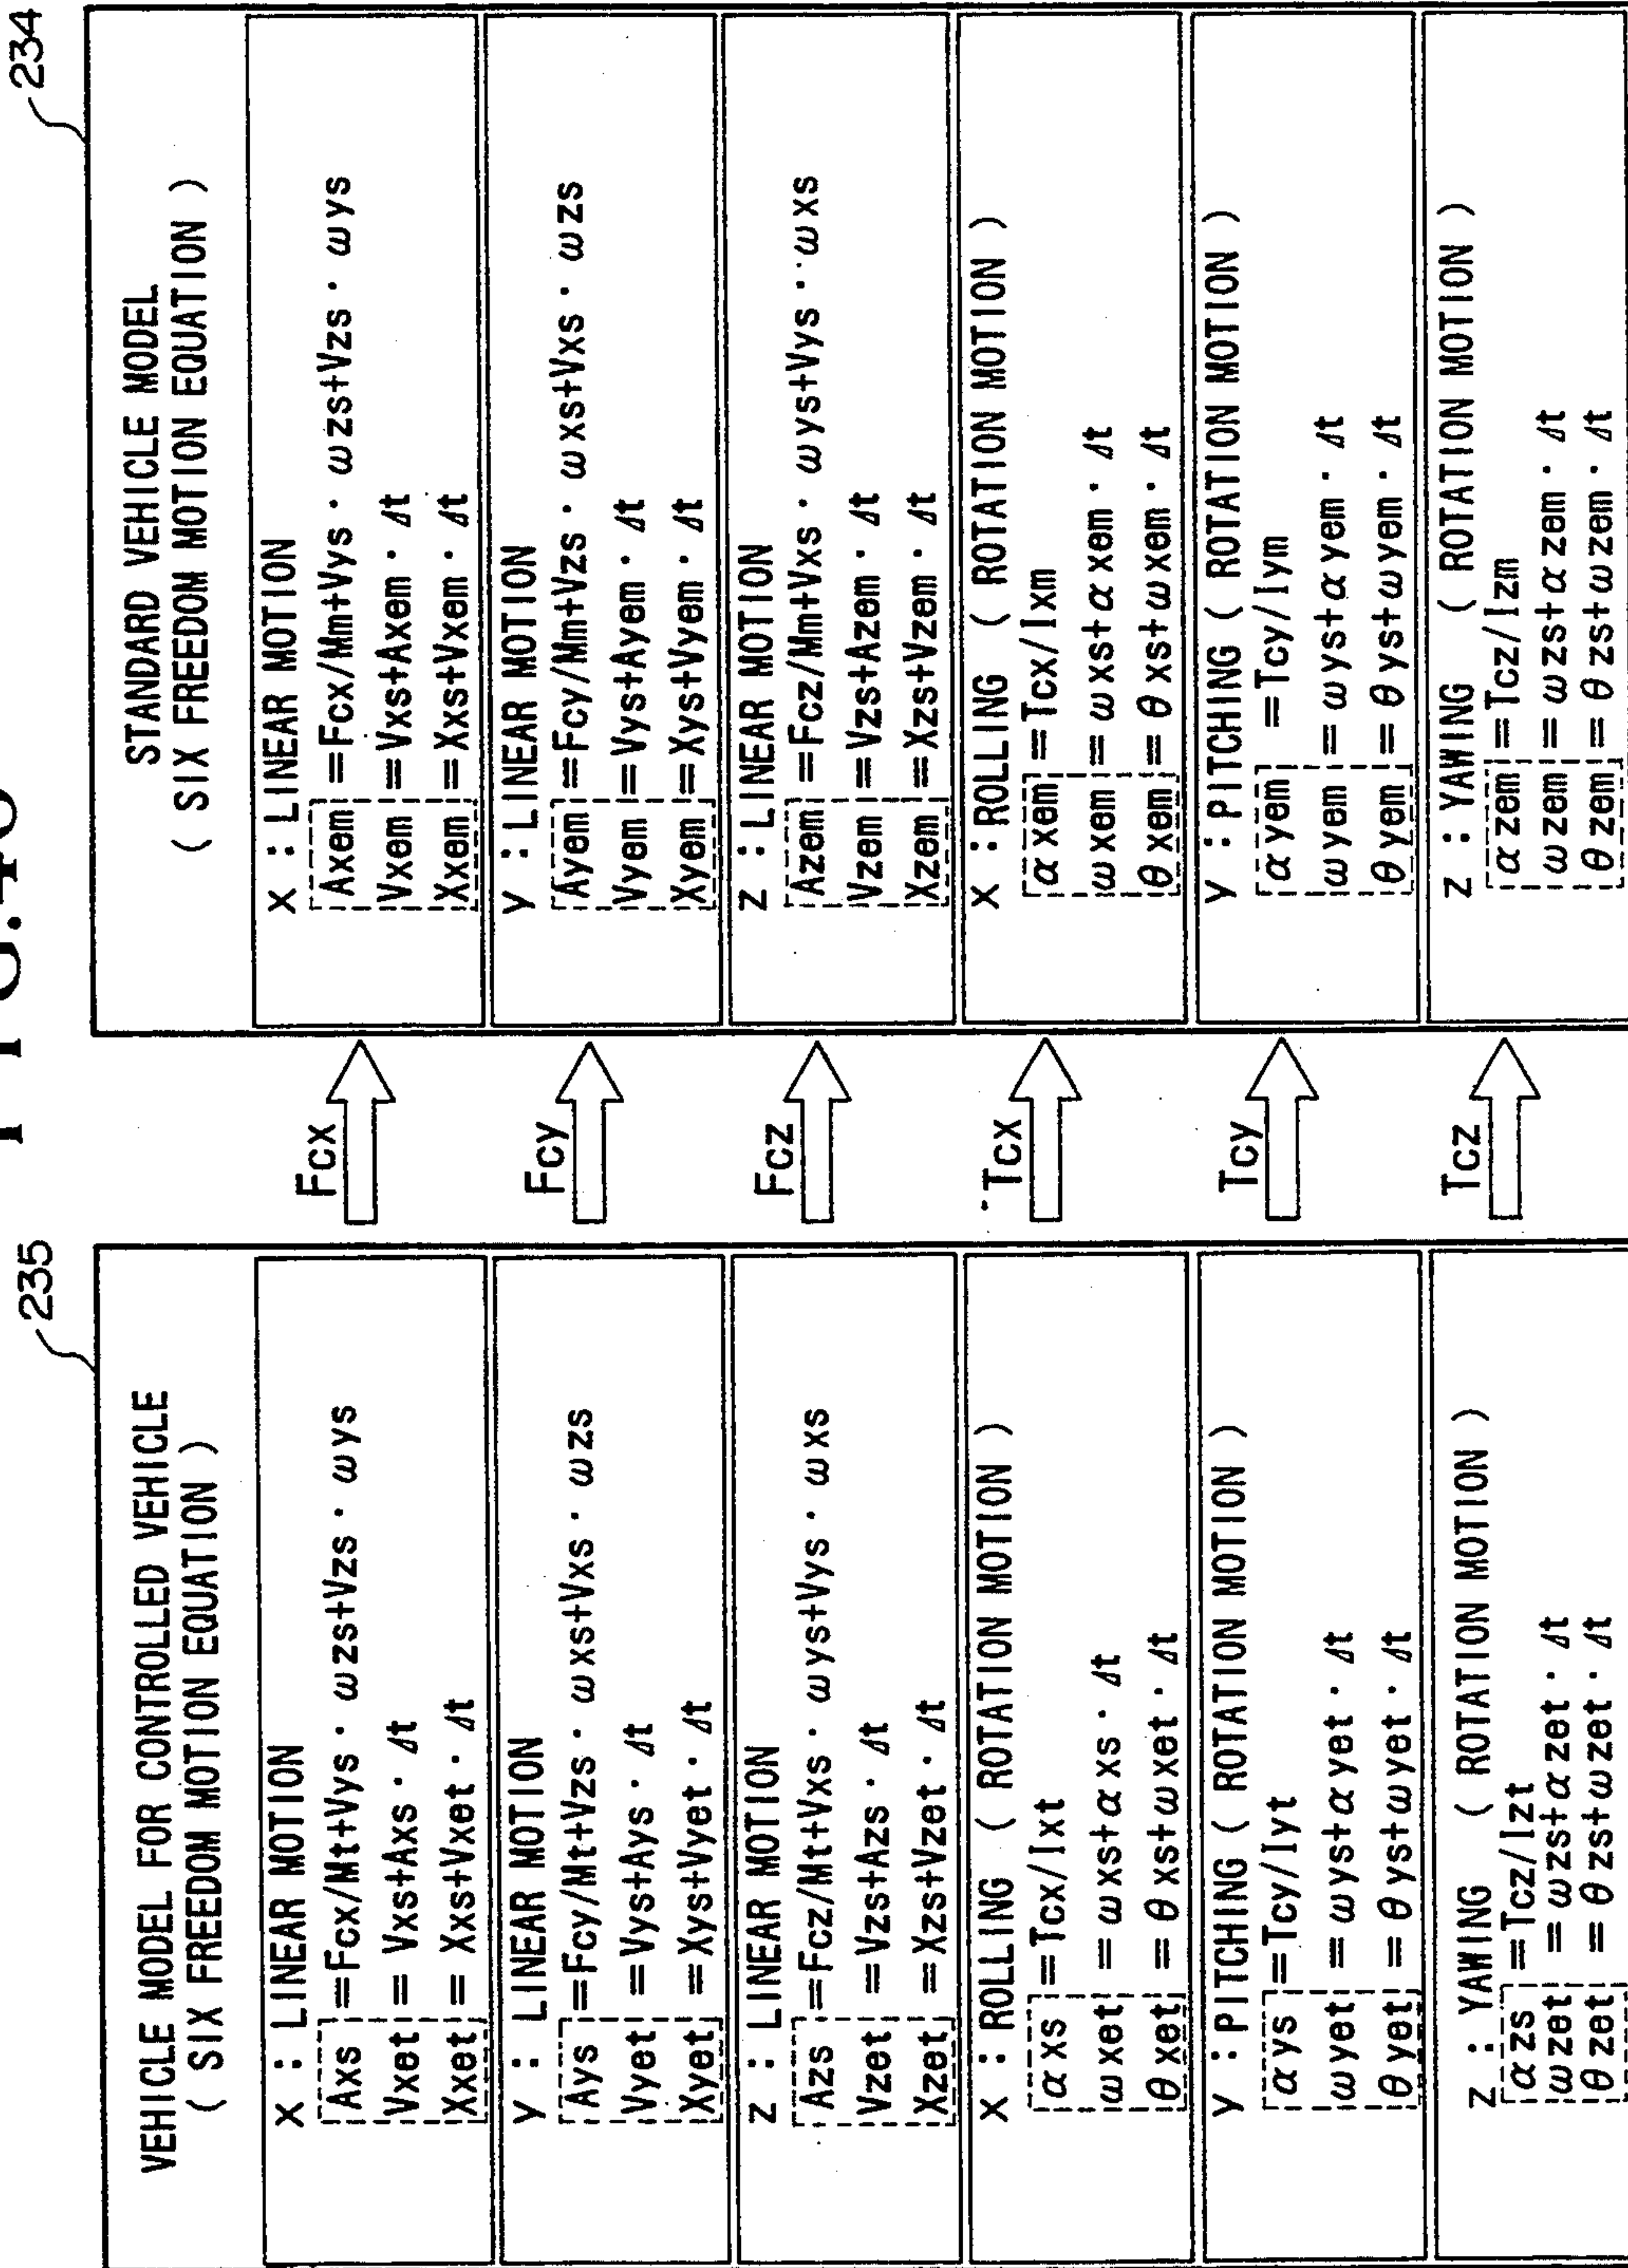 235
VEHICLE MODEL FOR CONTROLLED VEHICLE
( SIX FREEDOM MOTION EQUATION )
X : LINEAR MOTION
Axs =Fcx/Mt+Vys · ωzs+Vzs · ωys
Vxet = Vxs+Axs · Δt
Xxet = Xxs+Vxet · Δt
Y : LINEAR MOTION
Ays =Fcy/Mt+Vzs · ωxs+Vxs · ωzs
Vyet =Vys+Ays · Δt
Xyet =Xys+Vyet · Δt
Z : LINEAR MOTION
Azs =Fcz/Mt+Vxs · ωys+Vys · ωxs
Vzet =Vzs+Azs · Δt
Xzet =Xzs+Vzet · Δt
X : ROLLING ( ROTATION MOTION )
αxs =Tcx/Ixt
ωxet =ωxs+αxs · Δt
θxet =θxs+ωxet · Δt
Y : PITCHING ( ROTATION MOTION )
αys =Tcy/Iyt
ωyet =ωys+αyet · Δt
θyet =θys+ωyet · Δt
Z : YAWING ( ROTATION MOTION )
αzs =Tcz/Izt
ωzet =ωzs+αzet · Δt
θzet =θzs+ωzet · Δt
Fcx
Fcy
Fcz
Tcx
Tcy
Tcz
234
STANDARD VEHICLE MODEL
( SIX FREEDOM MOTION EQUATION )
X : LINEAR MOTION
Axem =Fcx/Mm+Vys · ωzs+Vzs · ωys
Vxem =Vxs+Axem · Δt
Xxem =Xxs+Vxem · Δt
Y : LINEAR MOTION
Ayem =Fcy/Mm+Vzs · ωxs+Vxs · ωzs
Vyem =Vys+Ayem · Δt
Xyem =Xys+Vyem · Δt
Z : LINEAR MOTION
Azem =Fcz/Mm+Vxs · ωys+Vys · ωxs
Vzem =Vzs+Azem · Δt
Xzem =Xzs+Vzem · Δt
X : ROLLING ( ROTATION MOTION )
αxem =Tcx/Ixm
ωxem =ωxs+αxem · Δt
θxem =θxs+ωxem · Δt
Y : PITCHING ( ROTATION MOTION )
αyem =Tcy/Iym
ωyem =ωys+αyem · Δt
θyem =θys+ωyem · Δt
Z : YAWING ( ROTATION MOTION )
αzem =Tcz/Izm
ωzem =ωzs+αzem · Δt
θzem =θzs+ωzem · Δt